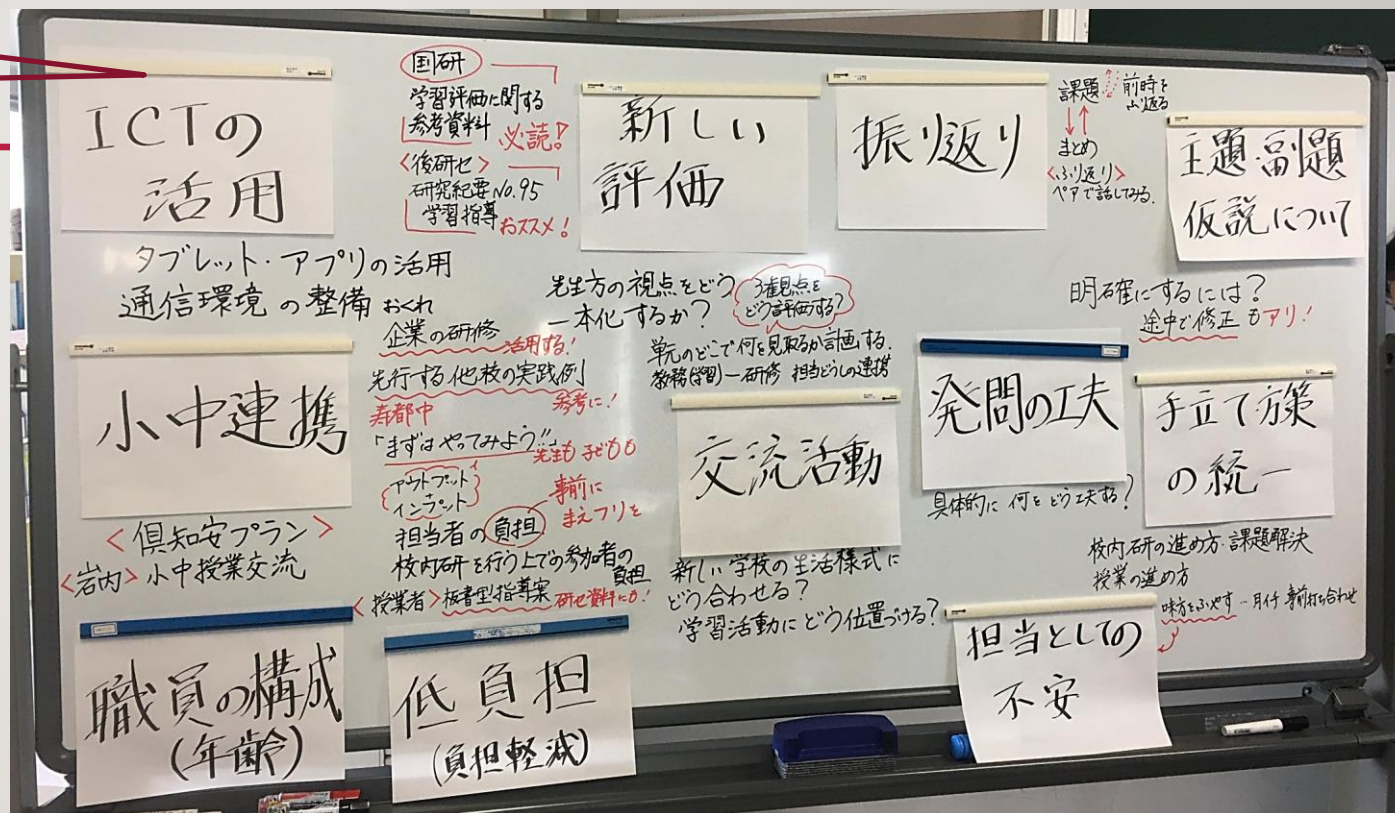 ICTの
活用
タブレット・アプリの活用
通信環境の整備 おくれ
国研
学習評価に関する
参考資料 必読!
<後研セ>
研究紀要No.95
学習指導 おススメ!
新しい
評価
先生方の視点をどう
一本化するか?
3観点を
どう評価する?
単元のどこで何を見取るか計画する.
教務(学習)ー研修 担当どうしの連携
振り返り
課題 前時を
ふり返る
まとめ
<ふり返り>
ペアで話してみる.
主題・副題
仮説について
明確にするには?
途中で修正もアリ!
小中連携
<倶知安プラン>
<岩内>小中授業交流
企業の研修 活用する!
先行する他校の実践例
寿都中 参考に!
「まずはやってみよう!!」先生も子どもも
アウトプット
+
インプット
担当者の負担 事前に
まえフリを
校内研を行う上での参加者の
負担
<授業者>板書型指導案 研セ資料にも!
交流活動
新しい学校の生活様式に
どう合わせる?
学習活動にどう位置づける?
発問の工夫
具体的に何をどう工夫する?
手立て・方策
の統一
校内研の進め方・課題解決
授業の進め方
味方をふやす 一月イチ 事前打ち合わせ
職員の構成
(年齢)
低負担
(負担軽減)
担当としての
不安